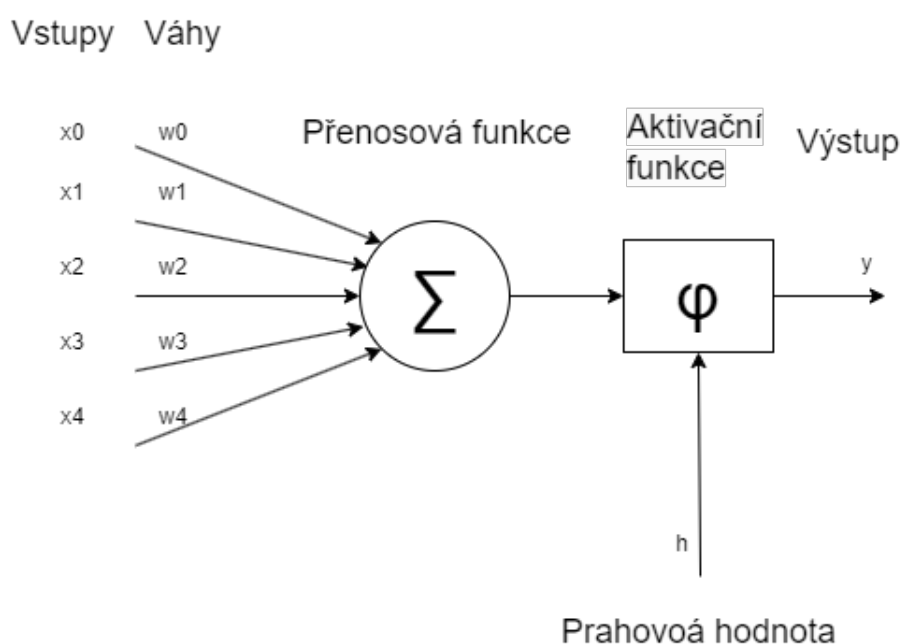 Vstupy Váhy
x0 w0
Přenosová funkce
Aktivační
funkce
Výstup
x1 w1
x2 w2
y
∑
φ
x3 w3
x4 w4
h
Prahovoá hodnota